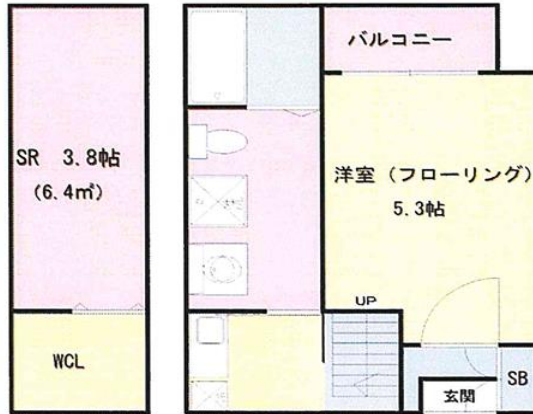 SR 3.8帖
(6.4㎡)
WCL
バルコニー
洋室（フローリング）
5.3帖
UP
SB
玄関